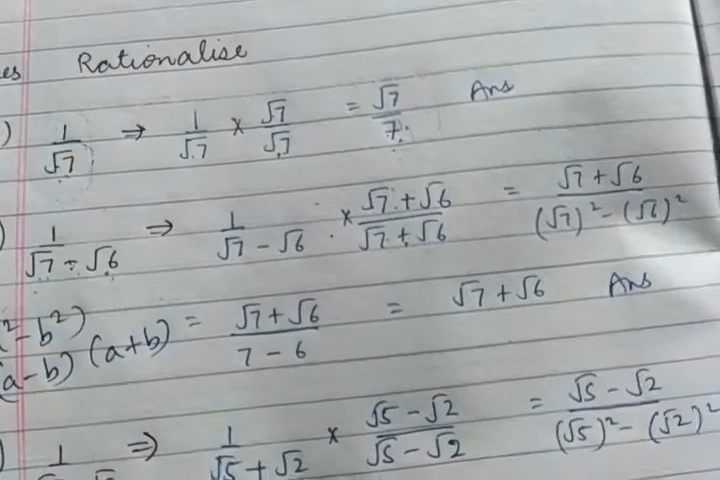 es Rationalise
) 1/√7 ⇒ 1/√7 × √7/√7 = √7/7 Ans
) 1/(√7 - √6) ⇒ 1/(√7 - √6) × (√7 + √6)/(√7 + √6) = (√7 + √6)/((√7)² - (√6)²)
²-b²)
(a-b) (a+b) = (√7 + √6)/(7 - 6) = √7 + √6 Ans
) 1 ⇒ 1/(√5 + √2) × (√5 - √2)/(√5 - √2) = (√5 - √2)/((√5)² - (√2)²